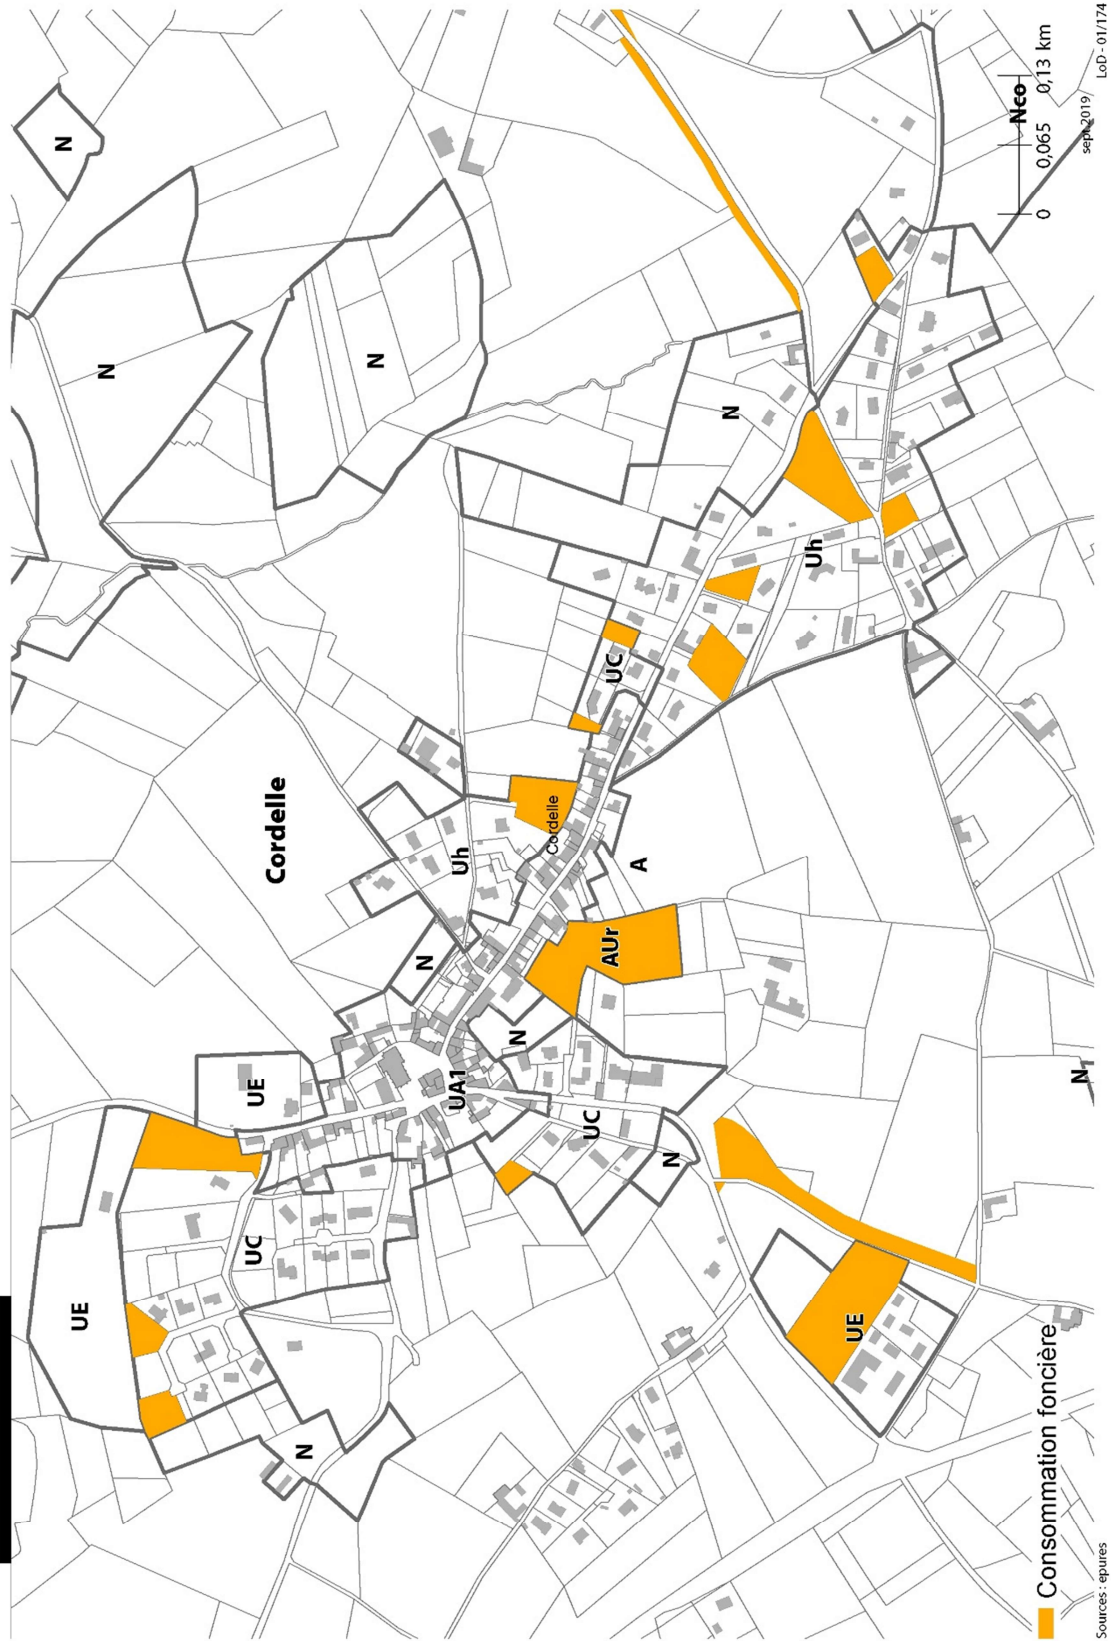 N
N
N
N
Nco
Cordelle
Uh
N
UC
Cordelle
Uh
UE
N
UA1
N
AUr
A
UE
UC
UC
N
N
UE
N
Consommation foncière
0 0,065 0,13 km
sept.2019
Sources : epures
LoD - 01/174